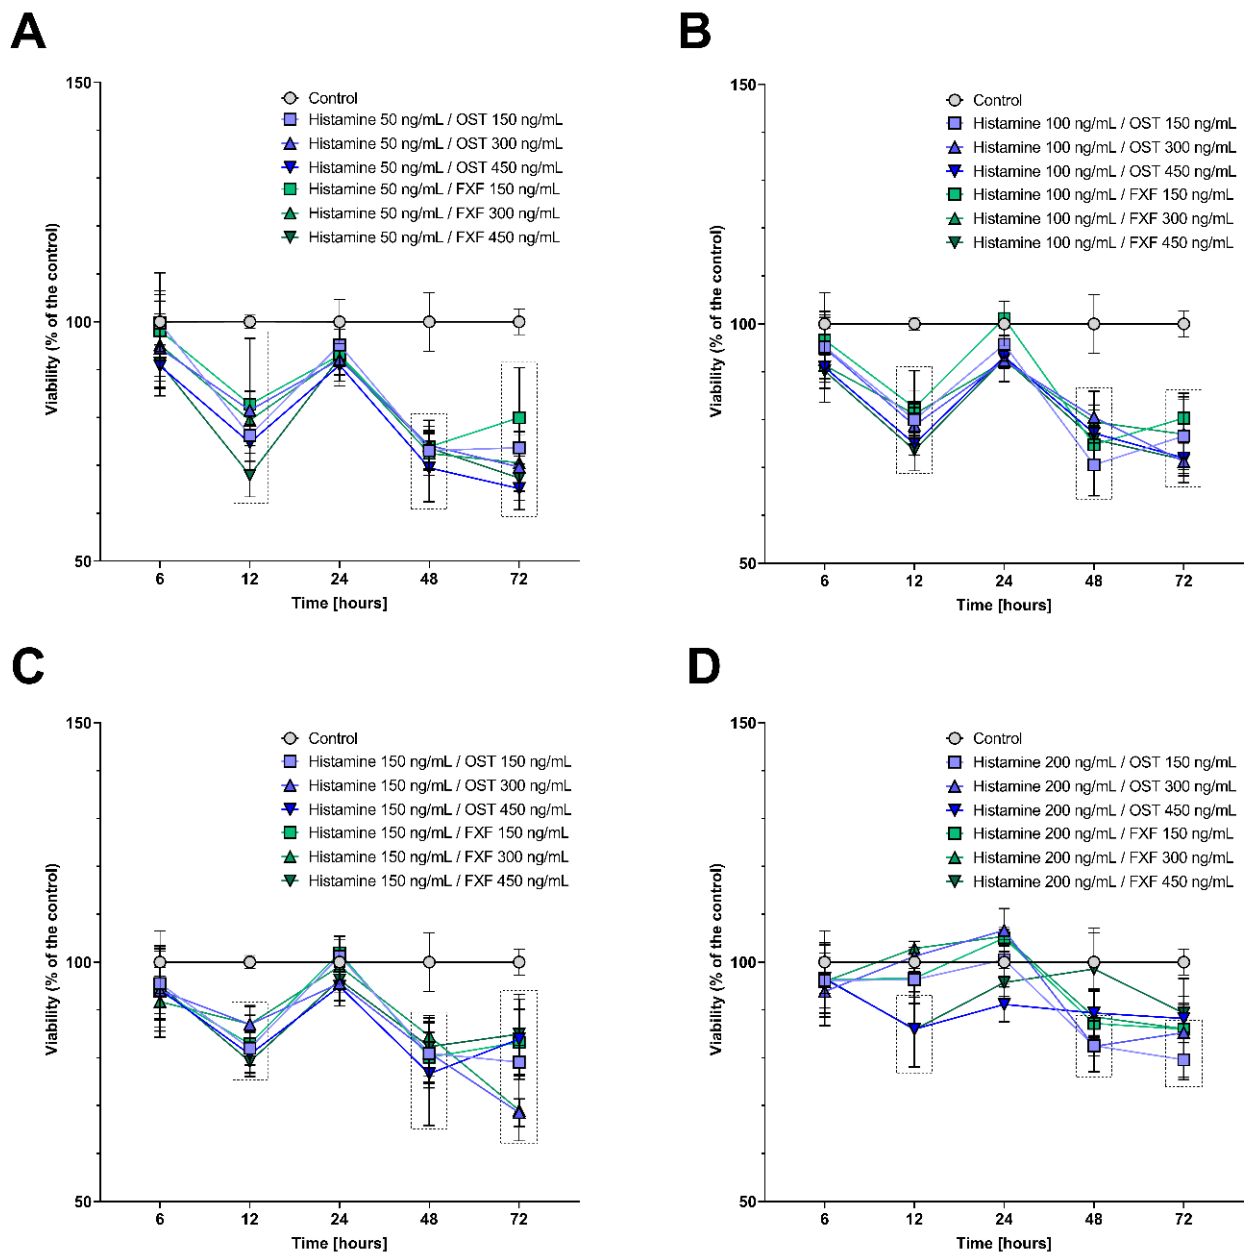 A
Viability (% of the control)
150
100
50
Control
Histamine 50 ng/mL / OST 150 ng/mL
Histamine 50 ng/mL / OST 300 ng/mL
Histamine 50 ng/mL / OST 450 ng/mL
Histamine 50 ng/mL / FXF 150 ng/mL
Histamine 50 ng/mL / FXF 300 ng/mL
Histamine 50 ng/mL / FXF 450 ng/mL
6 12 24 48 72
Time [hours]
B
Viability (% of the control)
150
100
50
Control
Histamine 100 ng/mL / OST 150 ng/mL
Histamine 100 ng/mL / OST 300 ng/mL
Histamine 100 ng/mL / OST 450 ng/mL
Histamine 100 ng/mL / FXF 150 ng/mL
Histamine 100 ng/mL / FXF 300 ng/mL
Histamine 100 ng/mL / FXF 450 ng/mL
6 12 24 48 72
Time [hours]
C
Viability (% of the control)
150
100
50
Control
Histamine 150 ng/mL / OST 150 ng/mL
Histamine 150 ng/mL / OST 300 ng/mL
Histamine 150 ng/mL / OST 450 ng/mL
Histamine 150 ng/mL / FXF 150 ng/mL
Histamine 150 ng/mL / FXF 300 ng/mL
Histamine 150 ng/mL / FXF 450 ng/mL
6 12 24 48 72
Time [hours]
D
Viability (% of the control)
150
100
50
Control
Histamine 200 ng/mL / OST 150 ng/mL
Histamine 200 ng/mL / OST 300 ng/mL
Histamine 200 ng/mL / OST 450 ng/mL
Histamine 200 ng/mL / FXF 150 ng/mL
Histamine 200 ng/mL / FXF 300 ng/mL
Histamine 200 ng/mL / FXF 450 ng/mL
6 12 24 48 72
Time [hours]